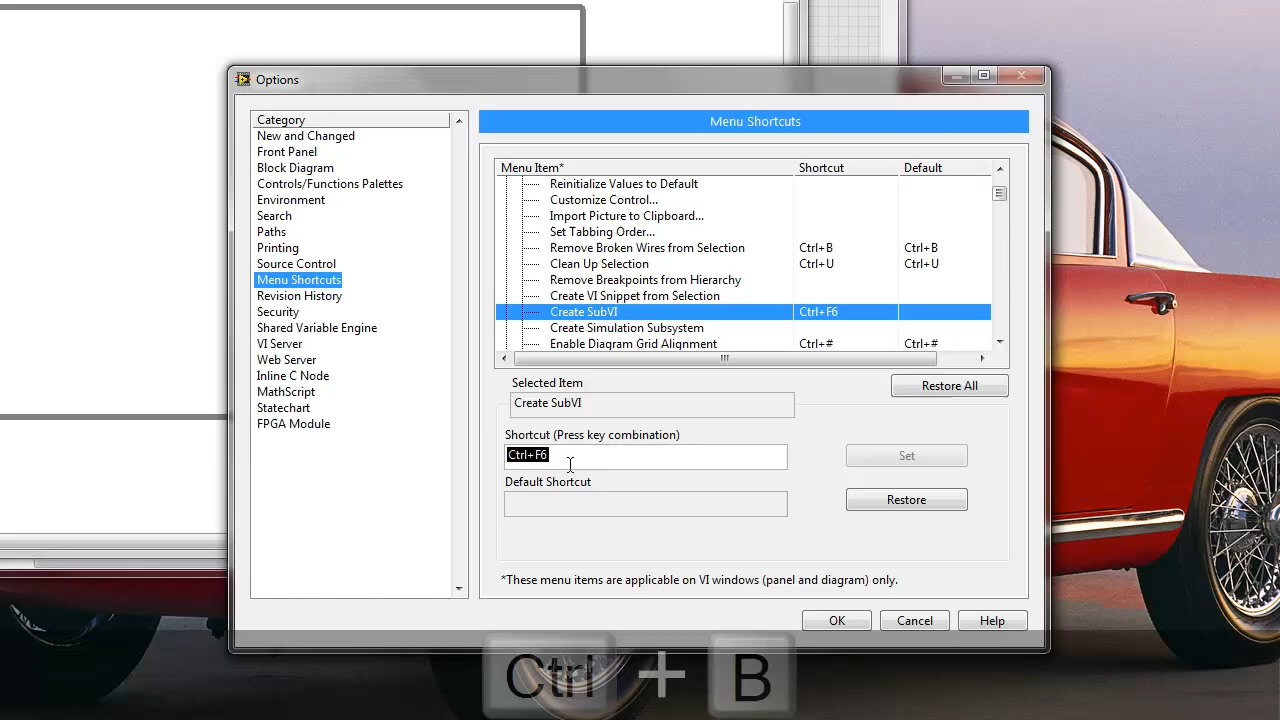 Options
Category
New and Changed
Front Panel
Block Diagram
Controls/Functions Palettes
Environment
Search
Paths
Printing
Source Control
Menu Shortcuts
Revision History
Security
Shared Variable Engine
VI Server
Web Server
Inline C Node
MathScript
Statechart
FPGA Module
Menu Shortcuts
Menu Item* Shortcut Default
Reinitialize Values to Default
Customize Control...
Import Picture to Clipboard...
Set Tabbing Order...
Remove Broken Wires from Selection Ctrl+B Ctrl+B
Clean Up Selection Ctrl+U Ctrl+U
Remove Breakpoints from Hierarchy
Create VI Snippet from Selection
Create SubVI Ctrl+F6
Create Simulation Subsystem
Enable Diagram Grid Alignment Ctrl+# Ctrl+#
Selected Item
Restore All
Create SubVI
Shortcut (Press key combination)
Ctrl+F6
Set
Default Shortcut
Restore
*These menu items are applicable on VI windows (panel and diagram) only.
OK Cancel Help
Ctrl + B